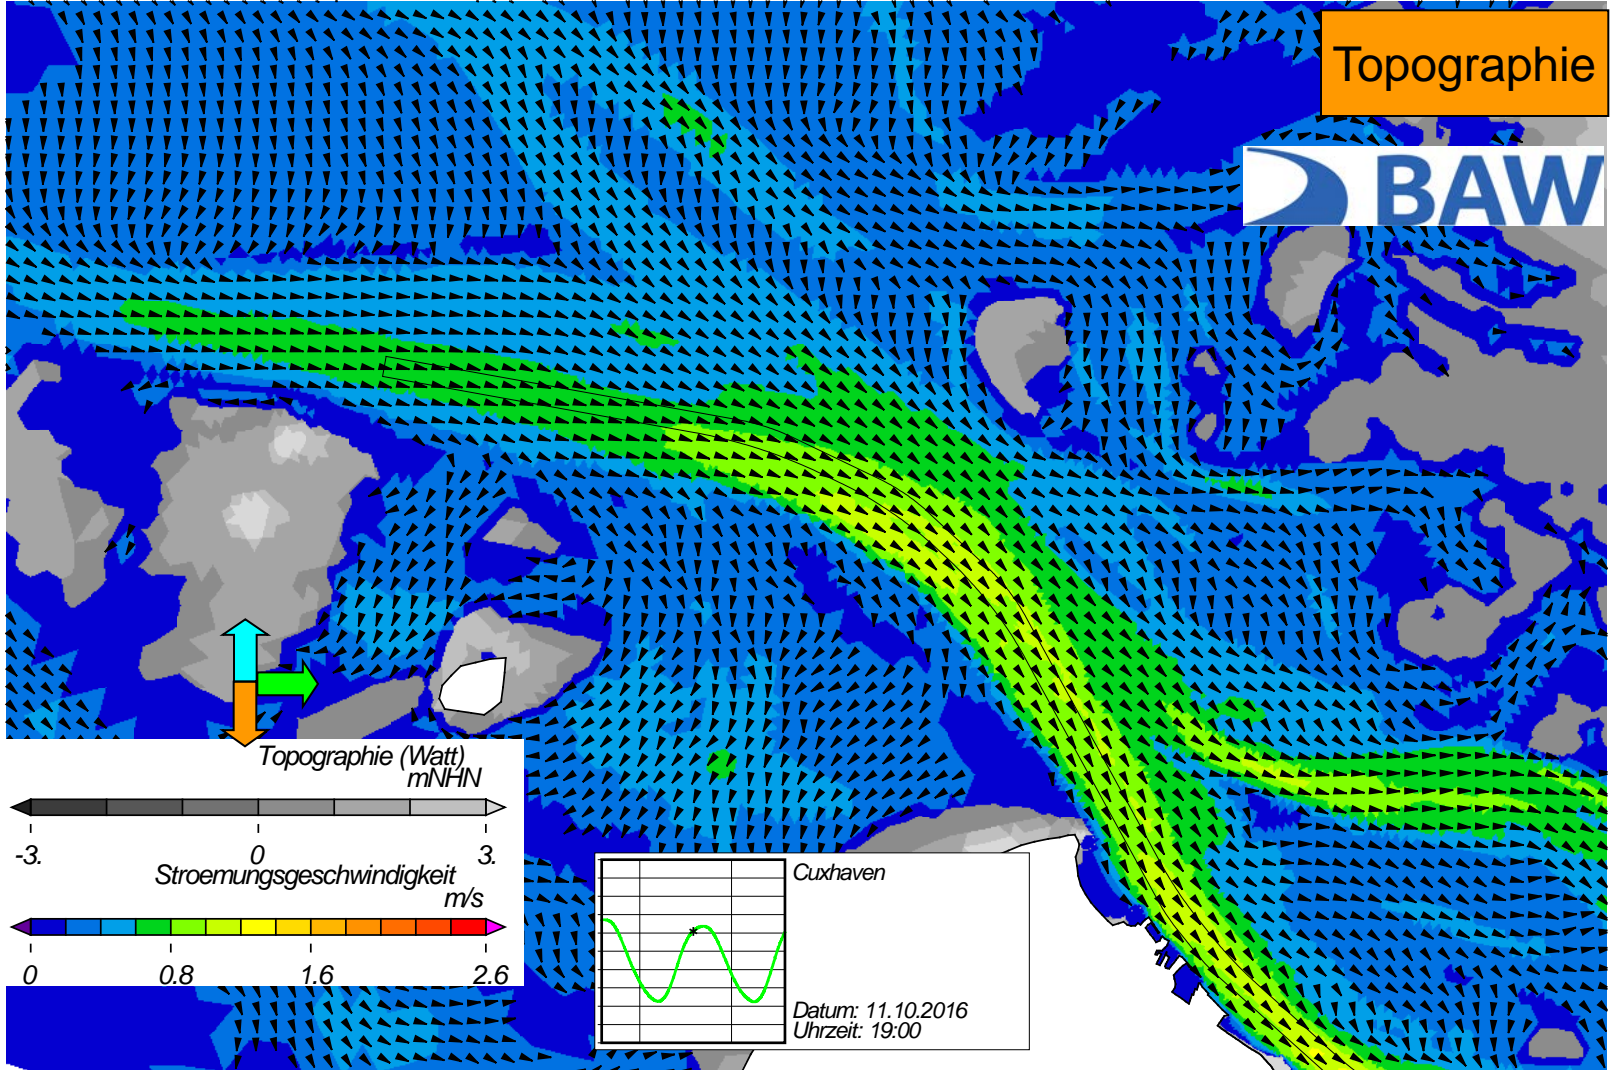 Topographie
BAW
Topographie (Watt)
mNHN
-3. 0 3.
Stroemungsgeschwindigkeit
m/s
0 0.8 1.6 2.6
Cuxhaven
Datum: 11.10.2016
Uhrzeit: 19:00